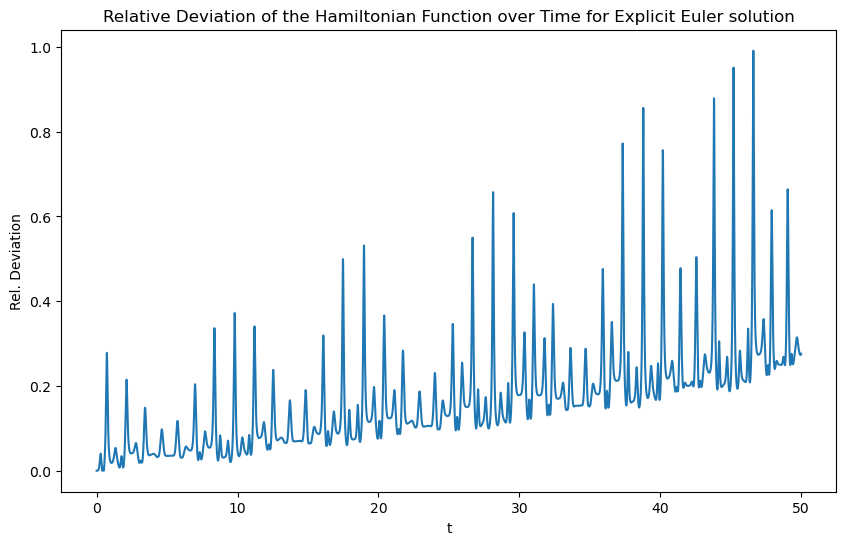 Relative Deviation of the Hamiltonian Function over Time for Explicit Euler solution
1.0
0.8
0.6
0.4
0.2
0.0
Rel. Deviation
0 10 20 30 40 50
t